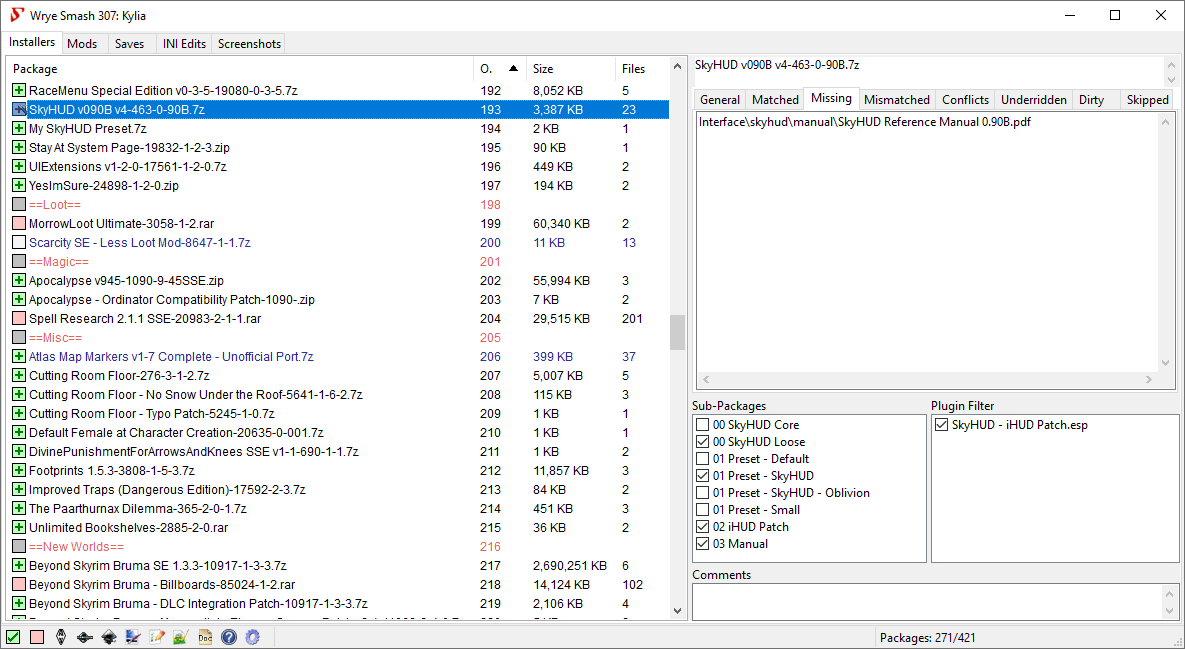 Wrye Smash 307: Kylia
Installers Mods Saves INI Edits Screenshots
Package O. Size Files
RaceMenu Special Edition v0-3-5-19080-0-3-5.7z 192 8,052 KB 5
SkyHUD v090B v4-463-0-90B.7z 193 3,387 KB 23
My SkyHUD Preset.7z 194 2 KB 1
Stay At System Page-19832-1-2-3.zip 195 90 KB 1
UIExtensions v1-2-0-17561-1-2-0.7z 196 449 KB 2
YesImSure-24898-1-2-0.zip 197 194 KB 2
==Loot== 198
MorrowLoot Ultimate-3058-1-2.rar 199 60,340 KB 2
Scarcity SE - Less Loot Mod-8647-1-1.7z 200 11 KB 13
==Magic== 201
Apocalypse v945-1090-9-45SSE.zip 202 55,994 KB 3
Apocalypse - Ordinator Compatibility Patch-1090-.zip 203 7 KB 2
Spell Research 2.1.1 SSE-20983-2-1-1.rar 204 29,515 KB 201
==Misc== 205
Atlas Map Markers v1-7 Complete - Unofficial Port.7z 206 399 KB 37
Cutting Room Floor-276-3-1-2.7z 207 5,007 KB 5
Cutting Room Floor - No Snow Under the Roof-5641-1-6-2.7z 208 115 KB 3
Cutting Room Floor - Typo Patch-5245-1-0.7z 209 1 KB 1
Default Female at Character Creation-20635-0-001.7z 210 1 KB 1
DivinePunishmentForArrowsAndKnees SSE v1-1-690-1-1.7z 211 1 KB 2
Footprints 1.5.3-3808-1-5-3.7z 212 11,857 KB 3
Improved Traps (Dangerous Edition)-17592-2-3.7z 213 84 KB 2
The Paarthurnax Dilemma-365-2-0-1.7z 214 451 KB 3
Unlimited Bookshelves-2885-2-0.rar 215 36 KB 2
==New Worlds== 216
Beyond Skyrim Bruma SE 1.3.3-10917-1-3-3.7z 217 2,690,251 KB 6
Beyond Skyrim Bruma - Billboards-85024-1-2.rar 218 14,124 KB 102
Beyond Skyrim Bruma - DLC Integration Patch-10917-1-3-3.7z 219 2,106 KB 4
SkyHUD v090B v4-463-0-90B.7z
General Matched Missing Mismatched Conflicts Underridden Dirty Skipped
Interface\skyhud\manual\SkyHUD Reference Manual 0.90B.pdf
Sub-Packages
00 SkyHUD Core
00 SkyHUD Loose
01 Preset - Default
01 Preset - SkyHUD
01 Preset - SkyHUD - Oblivion
01 Preset - Small
02 iHUD Patch
03 Manual
Plugin Filter
SkyHUD - iHUD Patch.esp
Comments
Doc
Packages: 271/421